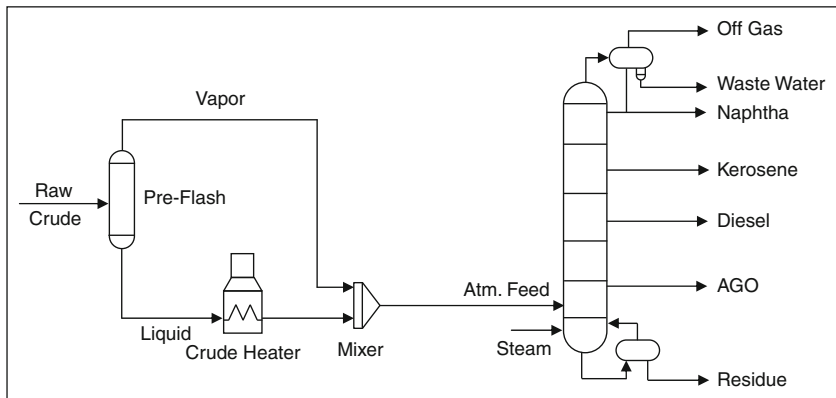 Off Gas
Vapor
Waste Water
Naphtha
Raw
Crude
Pre-Flash
Kerosene
Diesel
Atm. Feed
AGO
Liquid
Crude Heater
Mixer
Steam
Residue